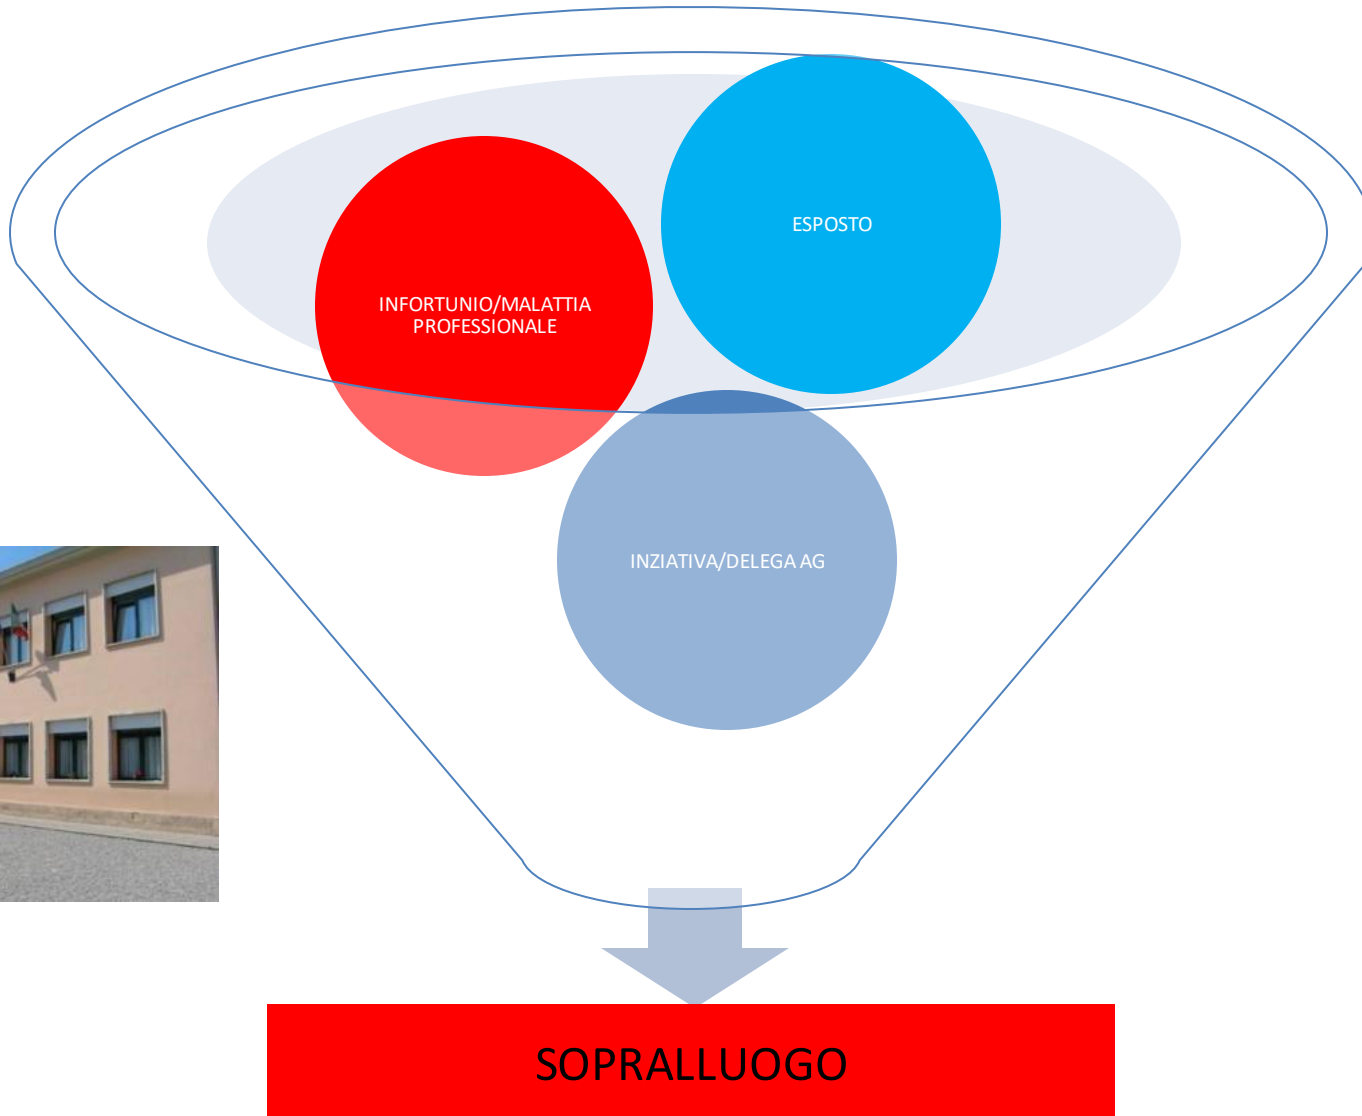 ESPOSTO
INFORTUNIO/MALATTIA
PROFESSIONALE
INZIATIVA/DELEGA AG
SOPRALLUOGO